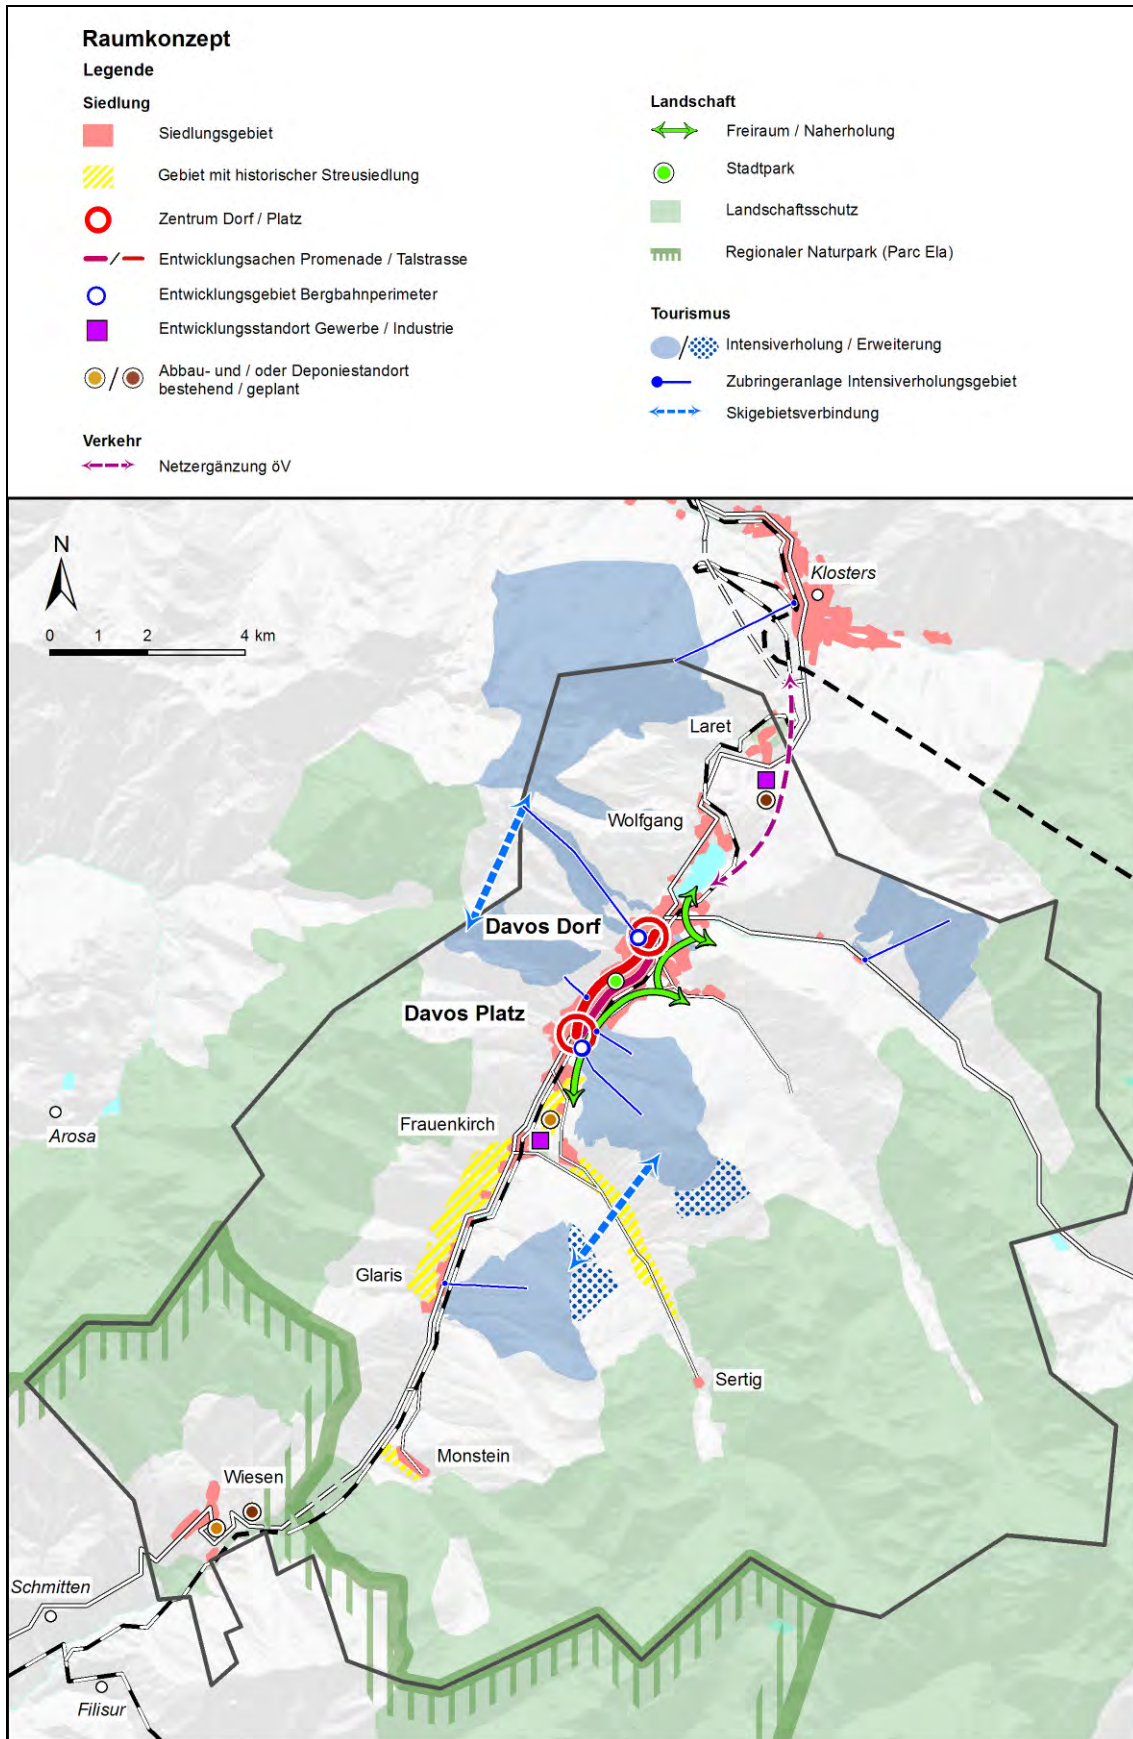 Raumkonzept
Legende
Siedlung
Siedlungsgebiet
Gebiet mit historischer Streusiedlung
Zentrum Dorf / Platz
Entwicklungsachen Promenade / Talstrasse
Entwicklungsgebiet Bergbahnperimeter
Entwicklungsstandort Gewerbe / Industrie
Abbau- und / oder Deponiestandort
bestehend / geplant
Verkehr
Netzergänzung öV
Landschaft
Freiraum / Naherholung
Stadtpark
Landschaftsschutz
Regionaler Naturpark (Parc Ela)
Tourismus
Intensiverholung / Erweiterung
Zubringeranlage Intensiverholungsgebiet
Skigebietsverbindung
N
0 1 2 4 km
Klosters
Laret
Wolfgang
Davos Dorf
Davos Platz
Arosa
Frauenkirch
Glaris
Sertig
Monstein
Wiesen
Schmitten
Filisur